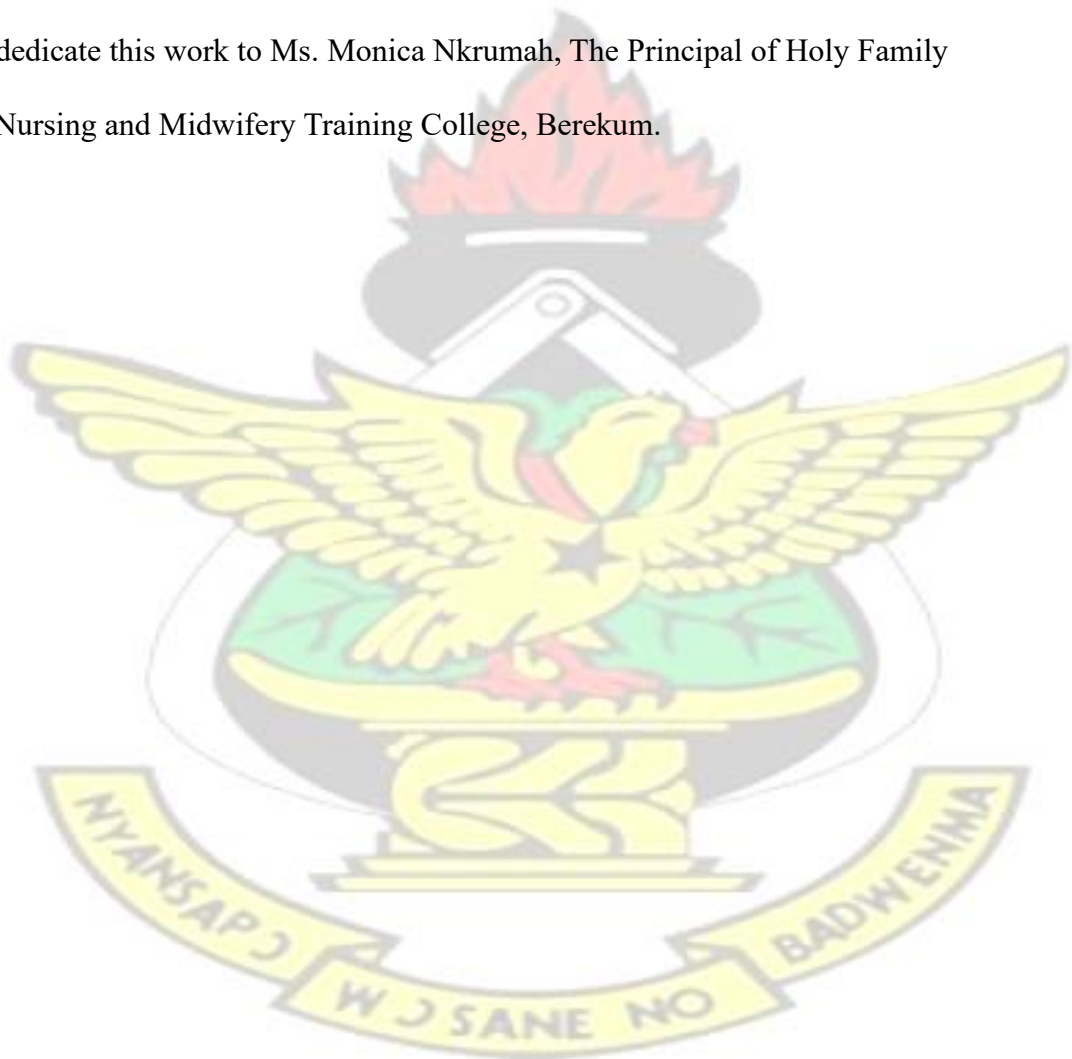 dedicate this work to Ms. Monica Nkrumah, The Principal of Holy Family
Nursing and Midwifery Training College, Berekum.
NYANSAPƆ
WƆSANE NO
BADWENMA